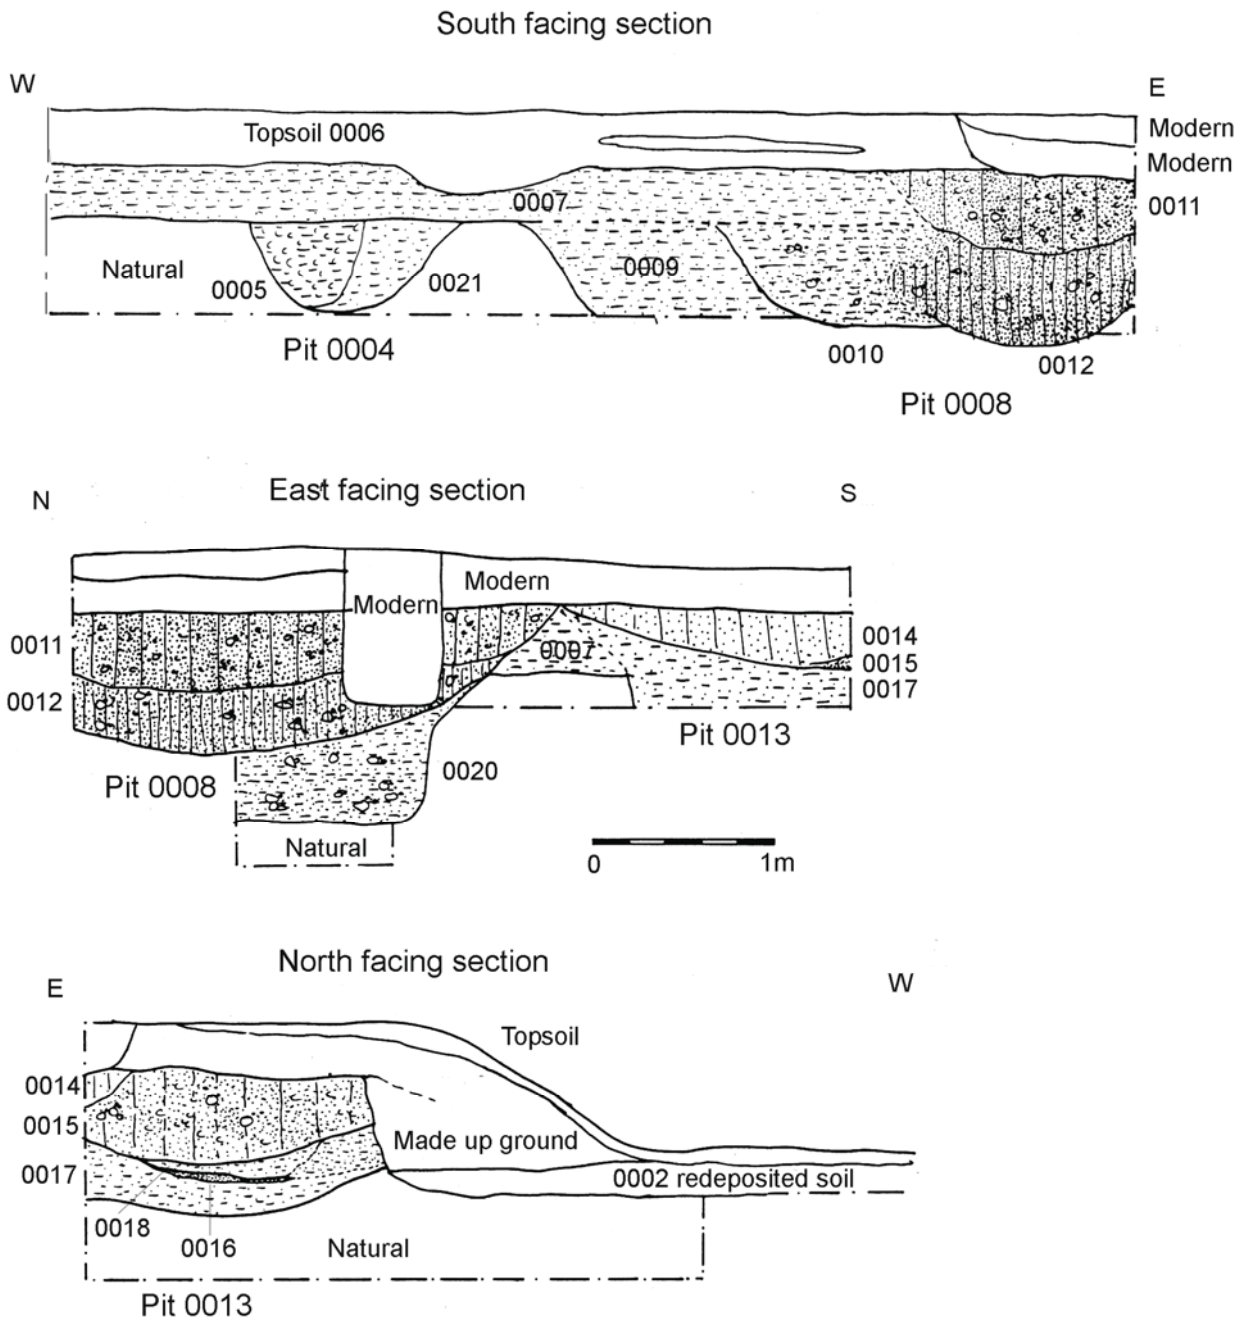 South facing section
W
E
Topsoil 0006
Modern
Modern
0007
0011
Natural
0005
0021
0009
Pit 0004
0010
0012
Pit 0008
East facing section
N
S
Modern
Modern
0011
0007
0014
0015
0012
0017
Pit 0013
Pit 0008
0020
Natural
0
1m
North facing section
E
W
Topsoil
0014
0015
Made up ground
0017
0002 redeposited soil
0018
0016
Natural
Pit 0013